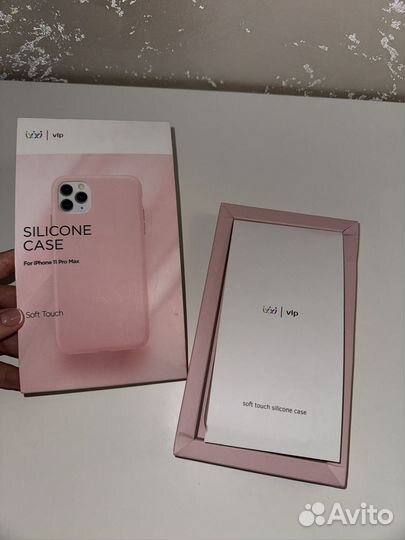 vlp
SILICONE
CASE
For iPhone 11 Pro Max
Soft Touch
vlp
soft touch silicone case
Avito